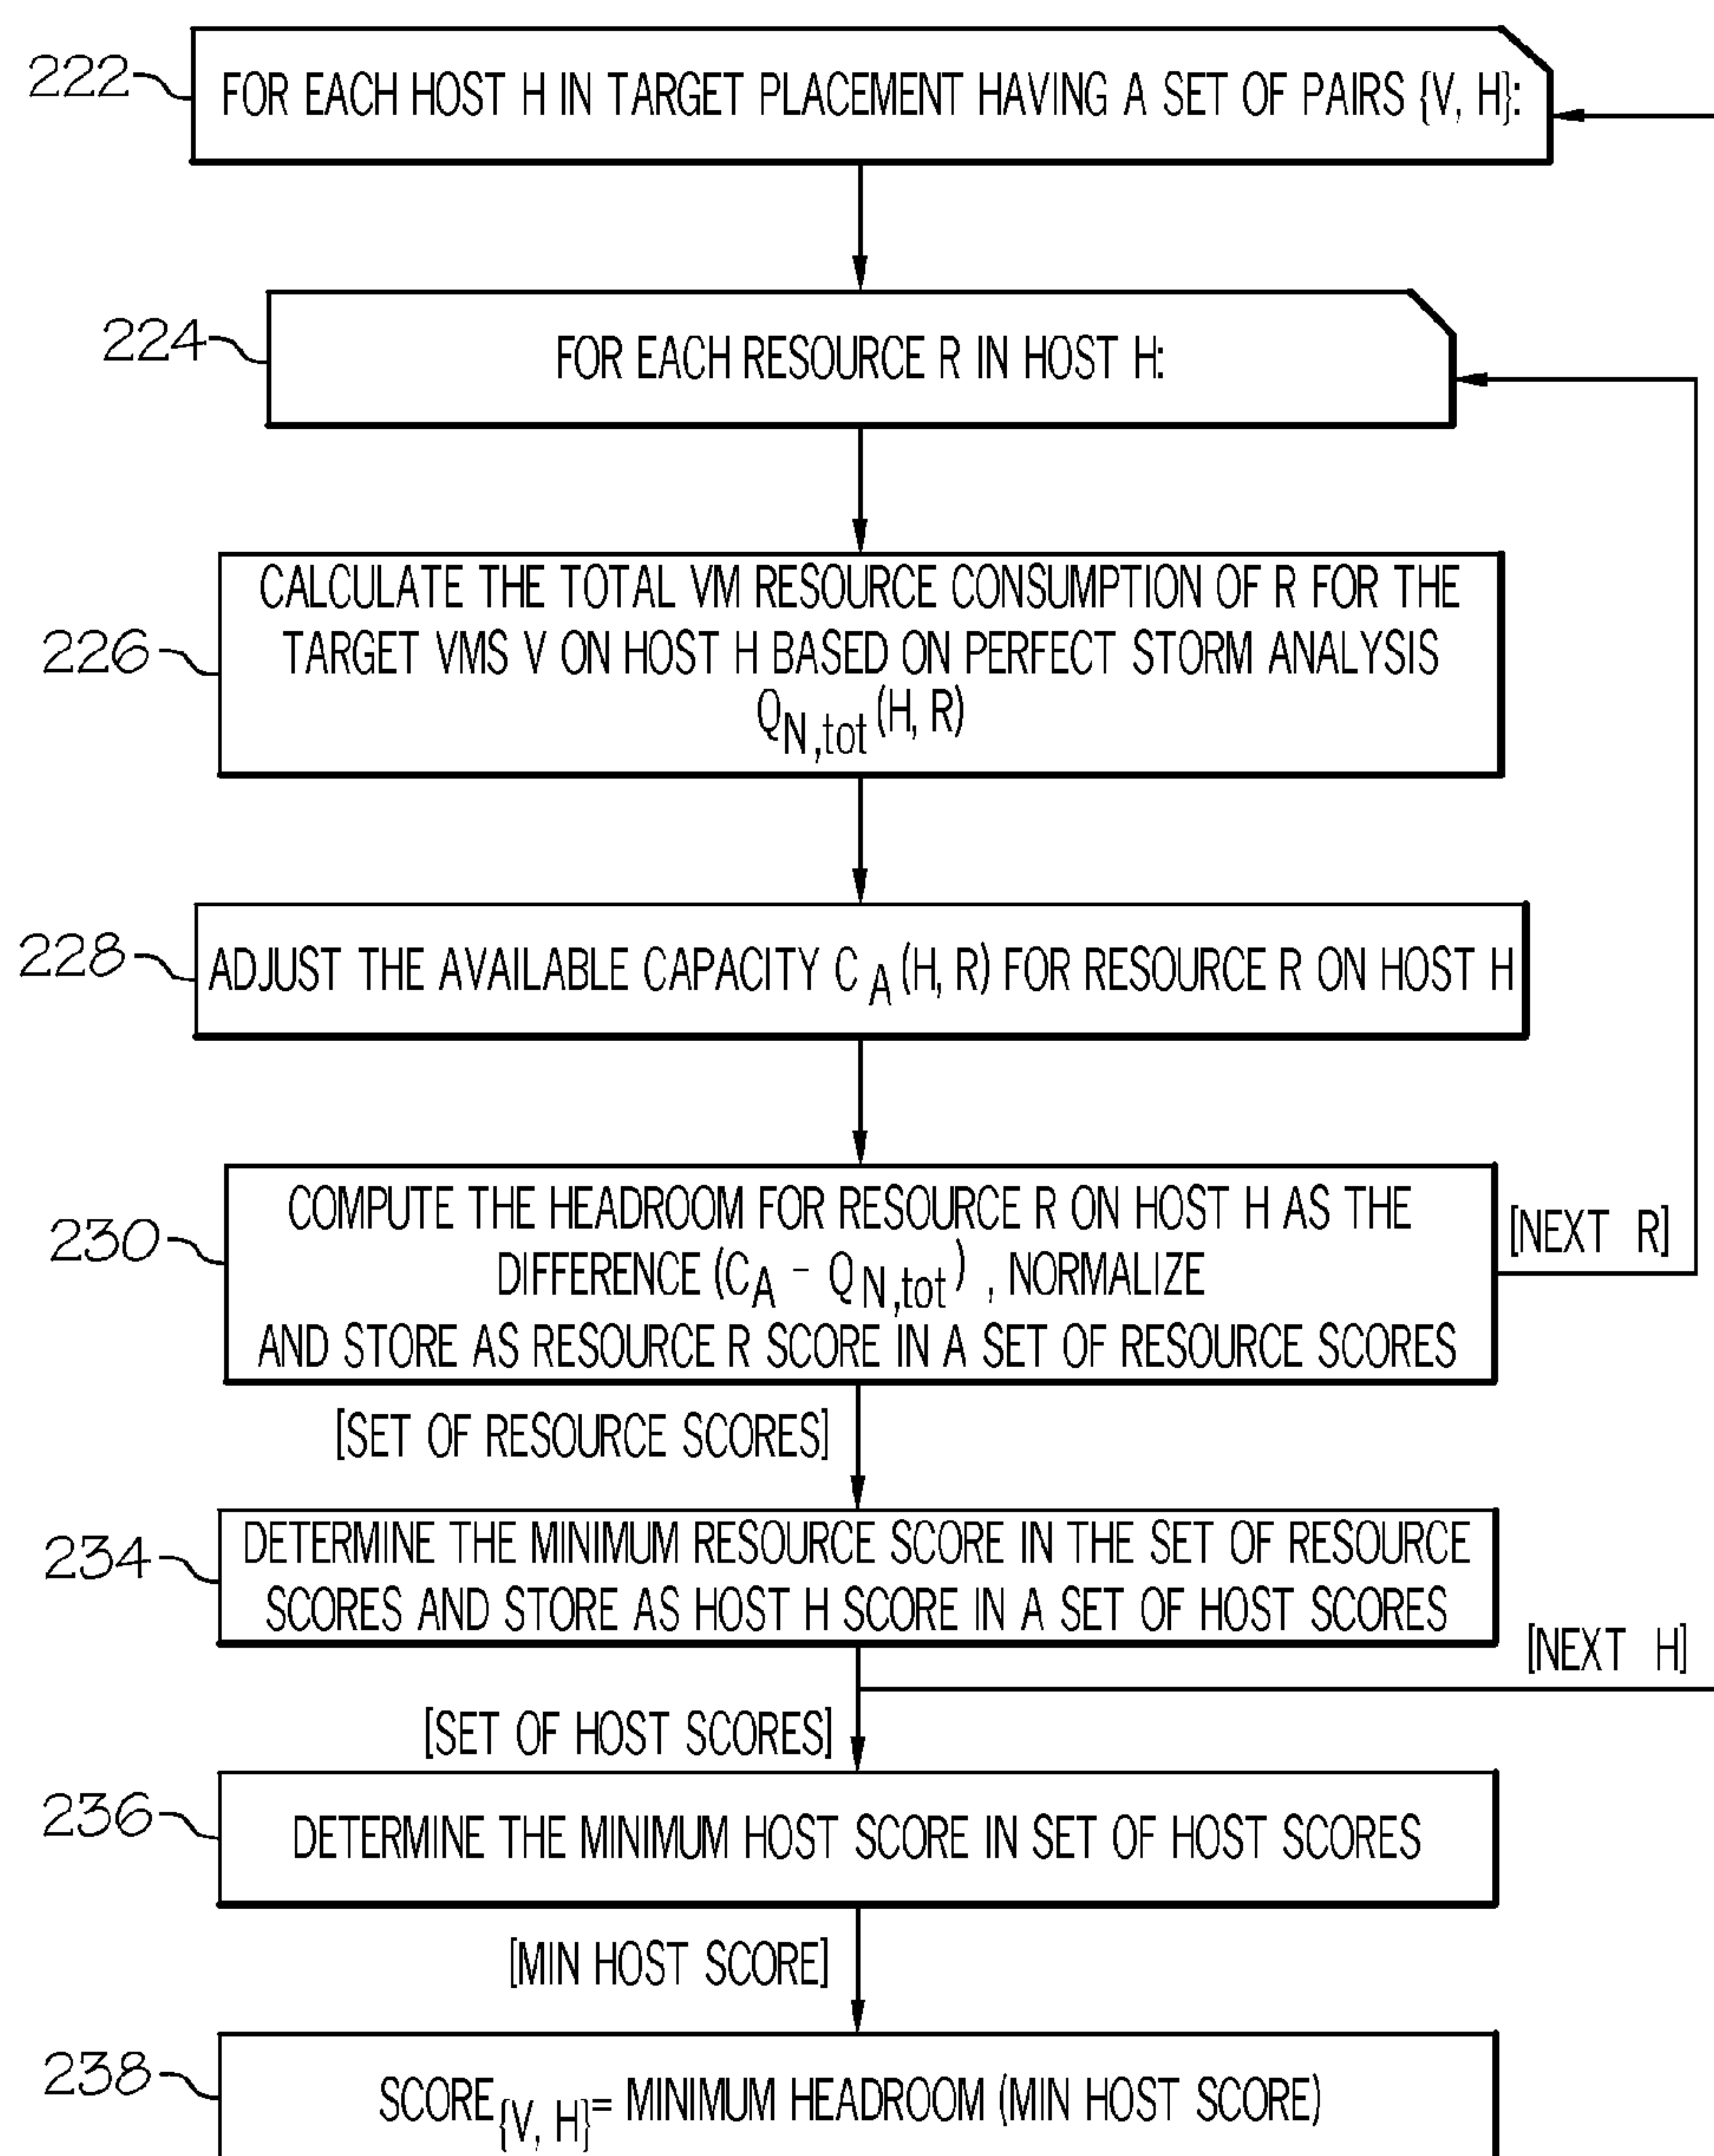 222
FOR EACH HOST H IN TARGET PLACEMENT HAVING A SET OF PAIRS {V, H}:
224
FOR EACH RESOURCE R IN HOST H:
226
CALCULATE THE TOTAL VM RESOURCE CONSUMPTION OF R FOR THE
TARGET VMS V ON HOST H BASED ON PERFECT STORM ANALYSIS
Q_N,tot (H, R)
228
ADJUST THE AVAILABLE CAPACITY C_A (H, R) FOR RESOURCE R ON HOST H
230
COMPUTE THE HEADROOM FOR RESOURCE R ON HOST H AS THE
DIFFERENCE (C_A - Q_N,tot) , NORMALIZE
AND STORE AS RESOURCE R SCORE IN A SET OF RESOURCE SCORES
[NEXT R]
[SET OF RESOURCE SCORES]
234
DETERMINE THE MINIMUM RESOURCE SCORE IN THE SET OF RESOURCE
SCORES AND STORE AS HOST H SCORE IN A SET OF HOST SCORES
[NEXT H]
[SET OF HOST SCORES]
236
DETERMINE THE MINIMUM HOST SCORE IN SET OF HOST SCORES
[MIN HOST SCORE]
238
SCORE_{V, H} = MINIMUM HEADROOM (MIN HOST SCORE)